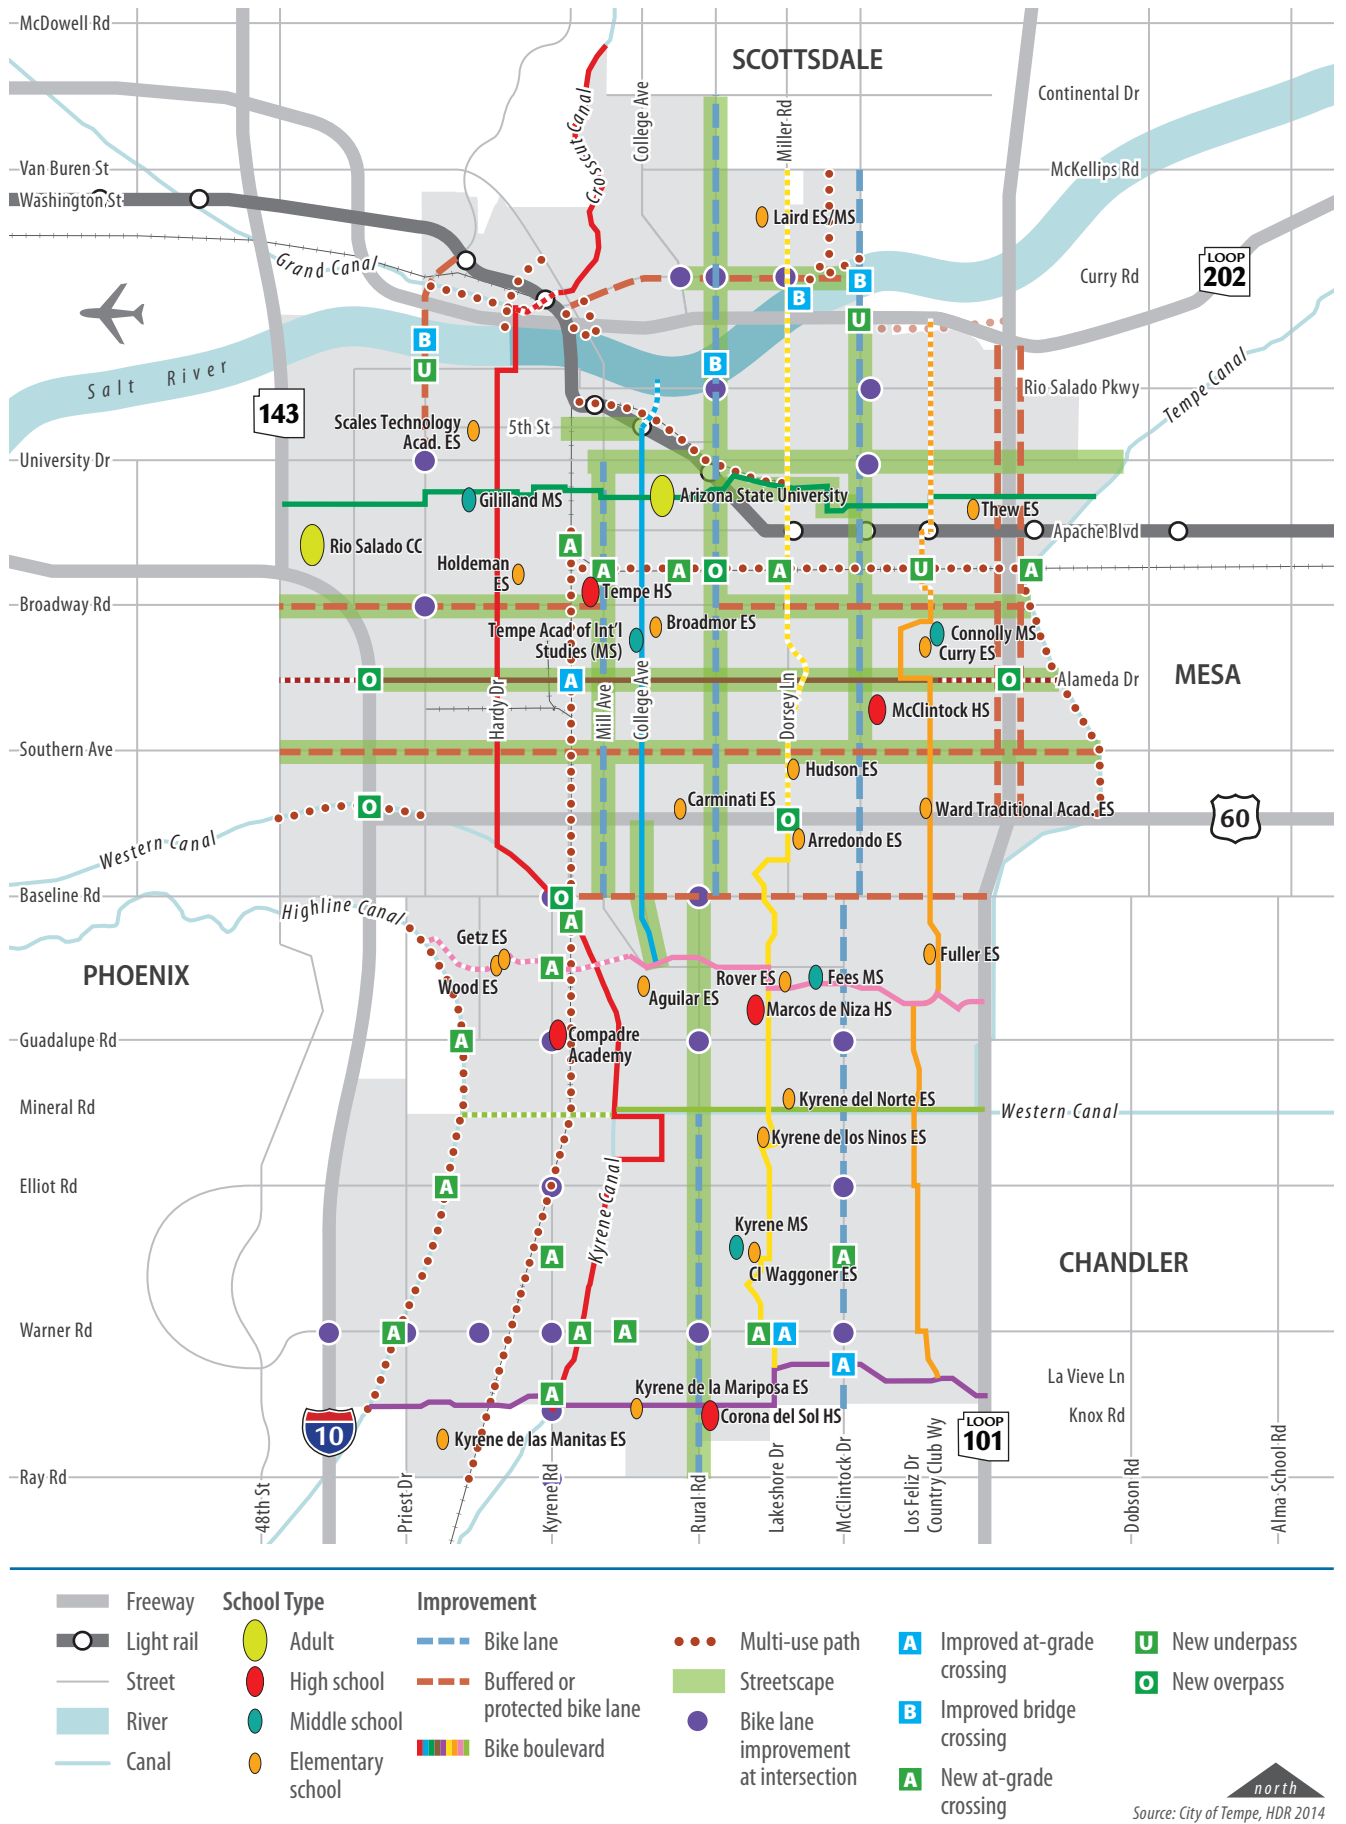 McDowell Rd
SCOTTSDALE
Continental Dr
Crosscut Canal
College Ave
Miller Rd
Van Buren St
McKellips Rd
Washington St
Laird ES/MS
Grand Canal
Curry Rd
LOOP
202
B
B
U
B
U
B
Salt River
Rio Salado Pkwy
Tempe Canal
143
Scales Technology
Acad. ES
5th St
University Dr
Gililland MS
Arizona State University
Thew ES
Rio Salado CC
Apache Blvd
A
Holdeman
ES
A
A
O
A
U
A
Tempe HS
Broadway Rd
Broadmor ES
Tempe Acad of Int'l
Studies (MS)
Connolly MS
Curry ES
O
A
O
Alameda Dr
MESA
Hardy Dr
Mill Ave
College Ave
Dorsey Ln
McClintock HS
Southern Ave
Hudson ES
Carminati ES
Ward Traditional Acad. ES
O
O
60
Western Canal
Arredondo ES
Baseline Rd
O
Highline Canal
A
Getz ES
Fuller ES
PHOENIX
A
Wood ES
Rover ES
Fees MS
Aguilar ES
Marcos de Niza HS
Guadalupe Rd
A
Compadre
Academy
Mineral Rd
Kyrene del Norte ES
Western Canal
Kyrene de los Ninos ES
Elliot Rd
A
Kyrene Canal
Kyrene MS
A
A
CI Waggoner ES
CHANDLER
Warner Rd
A
A
A
A
A
A
La Vieve Ln
Kyrene de la Mariposa ES
A
Corona del Sol HS
Knox Rd
10
Kyrene de las Manitas ES
LOOP
101
Ray Rd
48th St
Priest Dr
Kyrene Rd
Rural Rd
Lakeshore Dr
McClintock Dr
Los Feliz Dr
Country Club Wy
Dobson Rd
Alma School Rd
Freeway
Light rail
Street
River
Canal
School Type
Adult
High school
Middle school
Elementary
school
Improvement
Bike lane
Buffered or
protected bike lane
Bike boulevard
Multi-use path
Streetscape
Bike lane
improvement
at intersection
A
Improved at-grade
crossing
B
Improved bridge
crossing
A
New at-grade
crossing
U
New underpass
O
New overpass
north
Source: City of Tempe, HDR 2014